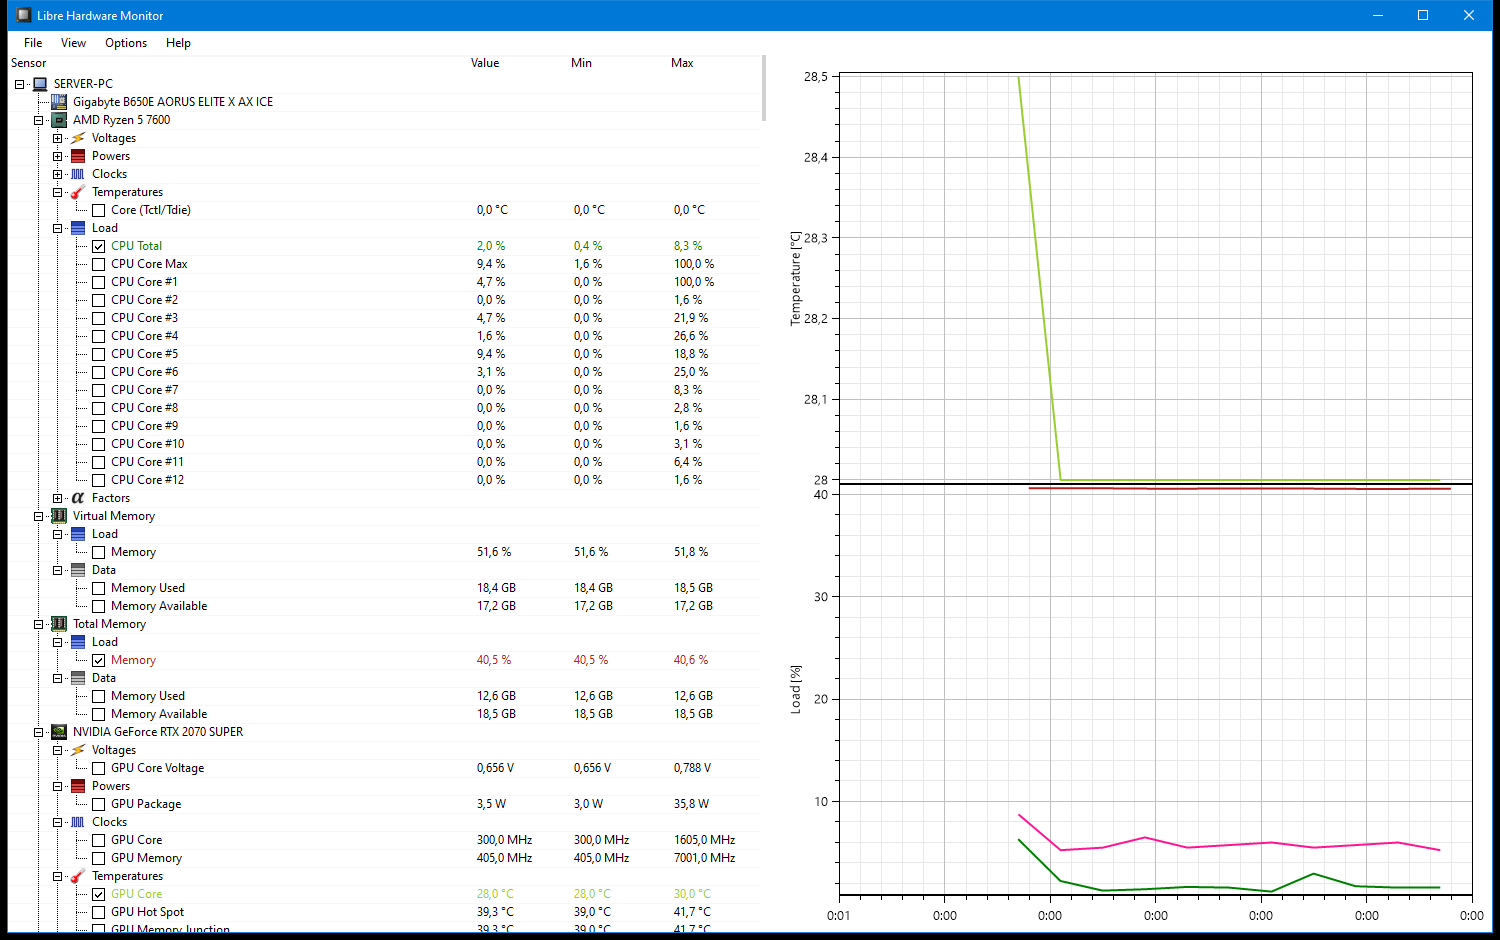 Libre Hardware Monitor
File View Options Help
Sensor Value Min Max
SERVER-PC
Gigabyte B650E AORUS ELITE X AX ICE
AMD Ryzen 5 7600
Voltages
Powers
Clocks
Temperatures
Core (Tctl/Tdie) 0,0 °C 0,0 °C 0,0 °C
Load
CPU Total 2,0 % 0,4 % 8,3 %
CPU Core Max 9,4 % 1,6 % 100,0 %
CPU Core #1 4,7 % 0,0 % 100,0 %
CPU Core #2 0,0 % 0,0 % 1,6 %
CPU Core #3 4,7 % 0,0 % 21,9 %
CPU Core #4 1,6 % 0,0 % 26,6 %
CPU Core #5 9,4 % 0,0 % 18,8 %
CPU Core #6 3,1 % 0,0 % 25,0 %
CPU Core #7 0,0 % 0,0 % 8,3 %
CPU Core #8 0,0 % 0,0 % 2,8 %
CPU Core #9 0,0 % 0,0 % 1,6 %
CPU Core #10 0,0 % 0,0 % 3,1 %
CPU Core #11 0,0 % 0,0 % 6,4 %
CPU Core #12 0,0 % 0,0 % 1,6 %
Factors
Virtual Memory
Load
Memory 51,6 % 51,6 % 51,8 %
Data
Memory Used 18,4 GB 18,4 GB 18,5 GB
Memory Available 17,2 GB 17,2 GB 17,2 GB
Total Memory
Load
Memory 40,5 % 40,5 % 40,6 %
Data
Memory Used 12,6 GB 12,6 GB 12,6 GB
Memory Available 18,5 GB 18,5 GB 18,5 GB
NVIDIA GeForce RTX 2070 SUPER
Voltages
GPU Core Voltage 0,656 V 0,656 V 0,788 V
Powers
GPU Package 3,5 W 3,0 W 35,8 W
Clocks
GPU Core 300,0 MHz 300,0 MHz 1605,0 MHz
GPU Memory 405,0 MHz 405,0 MHz 7001,0 MHz
Temperatures
GPU Core 28,0 °C 28,0 °C 30,0 °C
GPU Hot Spot 39,3 °C 39,0 °C 41,7 °C
GPU Memory Junction 39,3 °C 39,0 °C 41,7 °C
Temperature [°C]
28,5
28,4
28,3
28,2
28,1
28
Load [%]
40
30
20
10
0:01 0:00 0:00 0:00 0:00 0:00 0:00